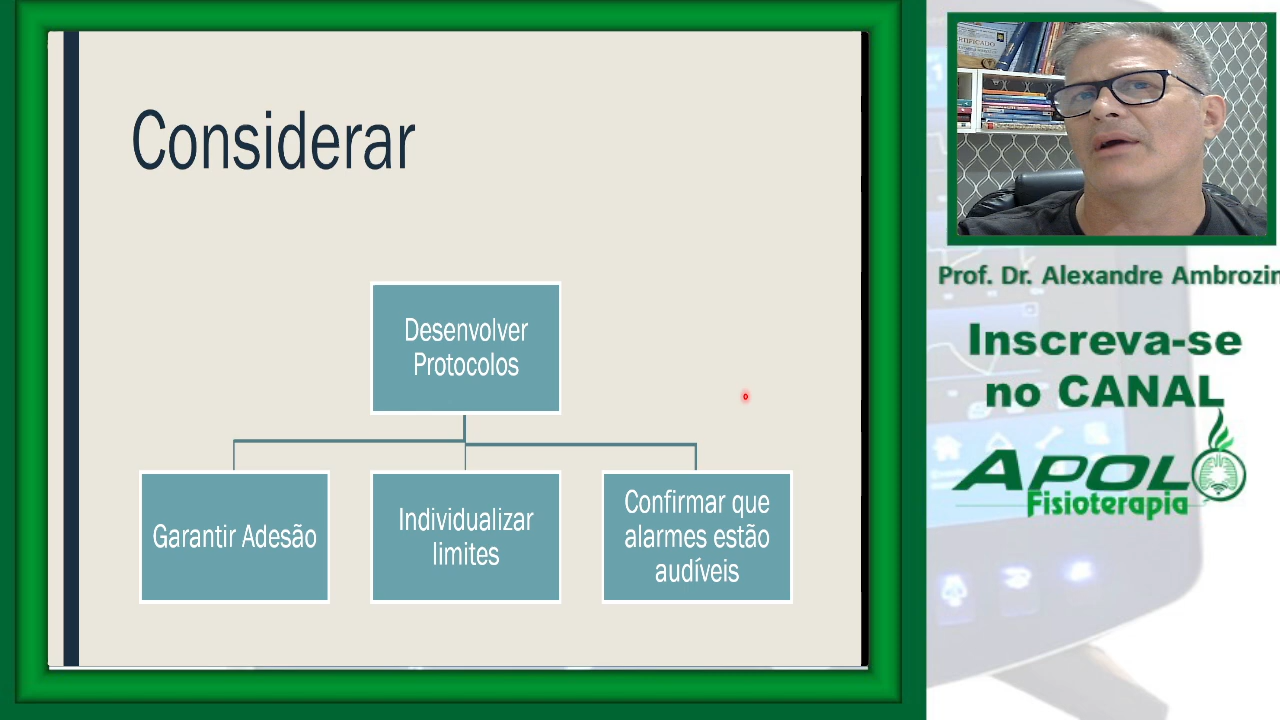 Considerar
Desenvolver
Protocolos
Garantir Adesão
Individualizar
limites
Confirmar que
alarmes estão
audíveis
Prof. Dr. Alexandre Ambrozin
Inscreva-se
no CANAL
APOLO
Fisioterapia